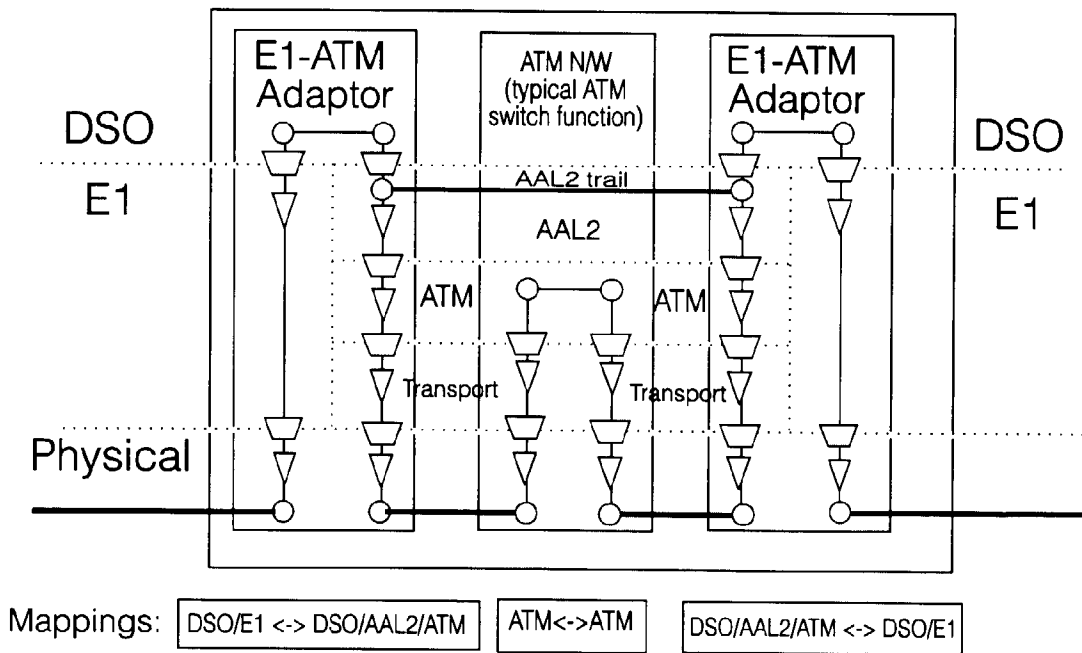 E1-ATM
Adaptor
ATM N/W
(typical ATM
switch function)
E1-ATM
Adaptor
DSO
DSO
E1
AAL2 trail
E1
AAL2
ATM
ATM
Transport
Transport
Physical
Mappings:
DSO/E1 <-> DSO/AAL2/ATM
ATM<->ATM
DSO/AAL2/ATM <-> DSO/E1